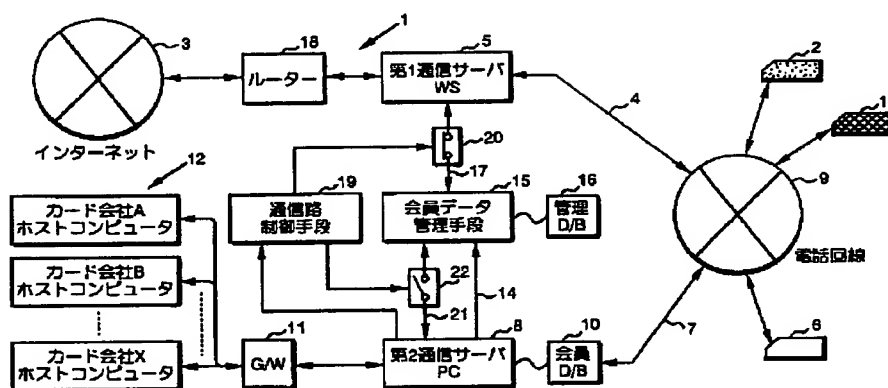 3
インターネット
18
ルーター
1
5
第1通信サーバ
WS
4
2
9
電話回線
20
17
19
通信路
制御手段
15
会員データ
管理手段
16
管理
D/B
12
カード会社A
ホストコンピュータ
カード会社B
ホストコンピュータ
カード会社X
ホストコンピュータ
22
21
14
11
G/W
8
第2通信サーバ
PC
10
会員
D/B
7
6